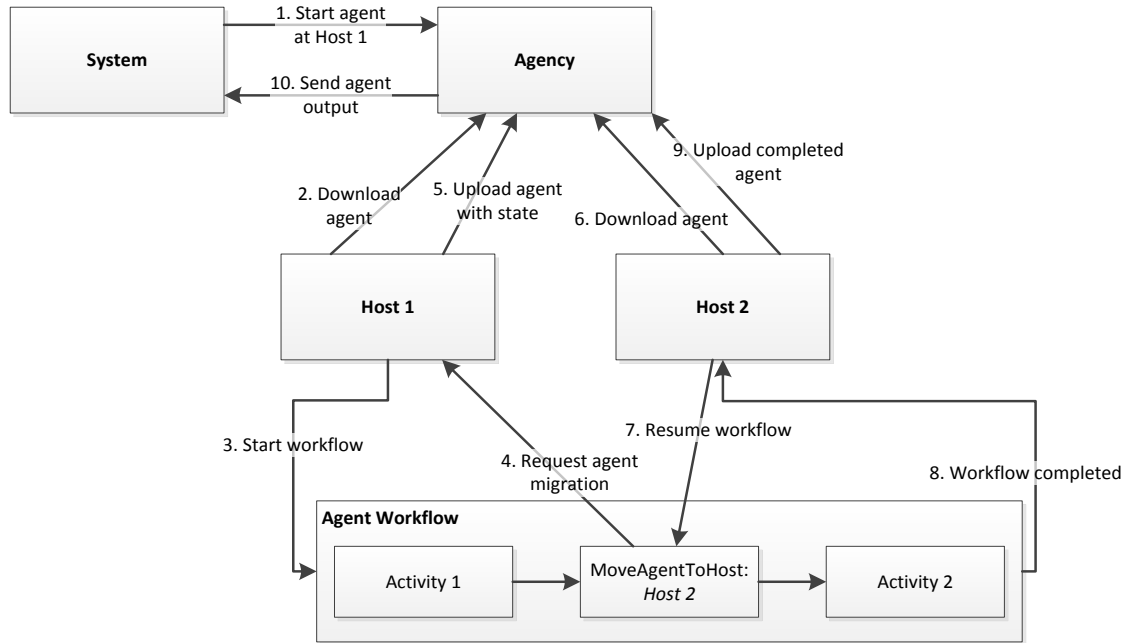 1. Start agent
at Host 1
System
Agency
10. Send agent
output
9. Upload completed
agent
2. Download
agent
5. Upload agent
with state
6. Download agent
Host 1
Host 2
3. Start workflow
4. Request agent
migration
7. Resume workflow
8. Workflow completed
Agent Workflow
Activity 1
MoveAgentToHost:
Host 2
Activity 2